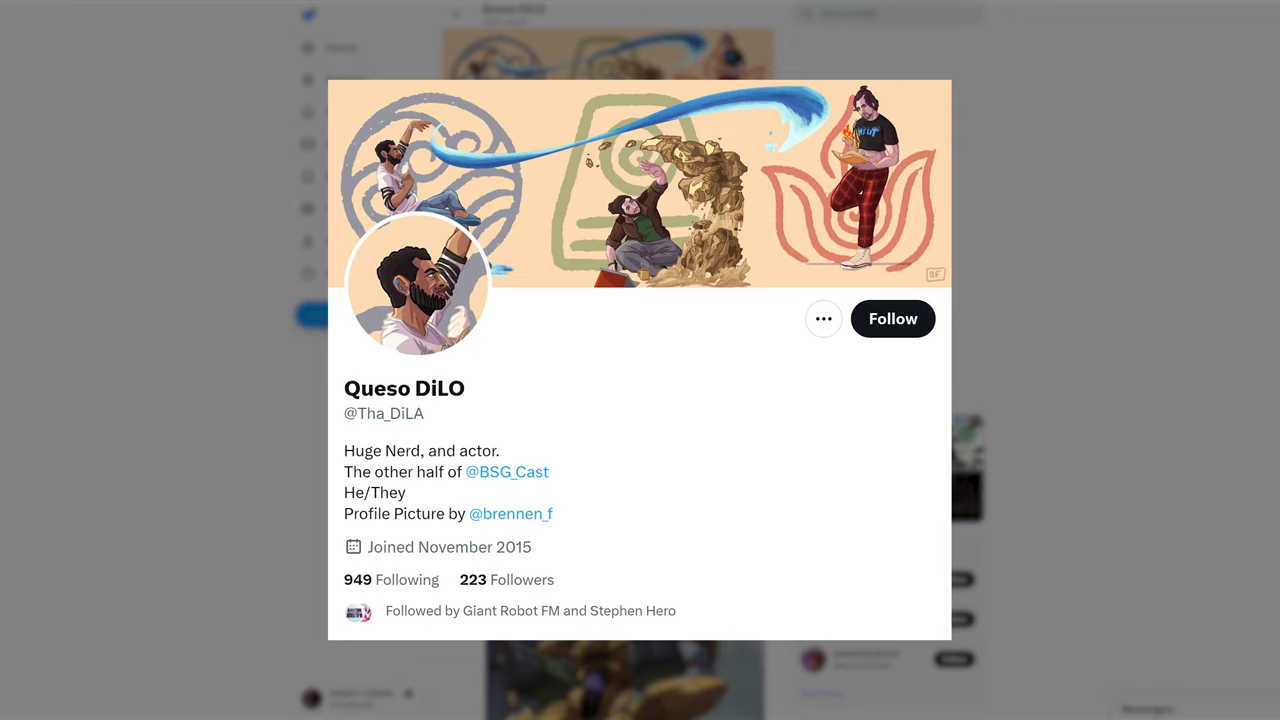 Queso DiLO
@Tha_DiLA
Follow
Huge Nerd, and actor.
The other half of @BSG_Cast
He/They
Profile Picture by @brennen_f
Joined November 2015
949 Following 223 Followers
Followed by Giant Robot FM and Stephen Hero